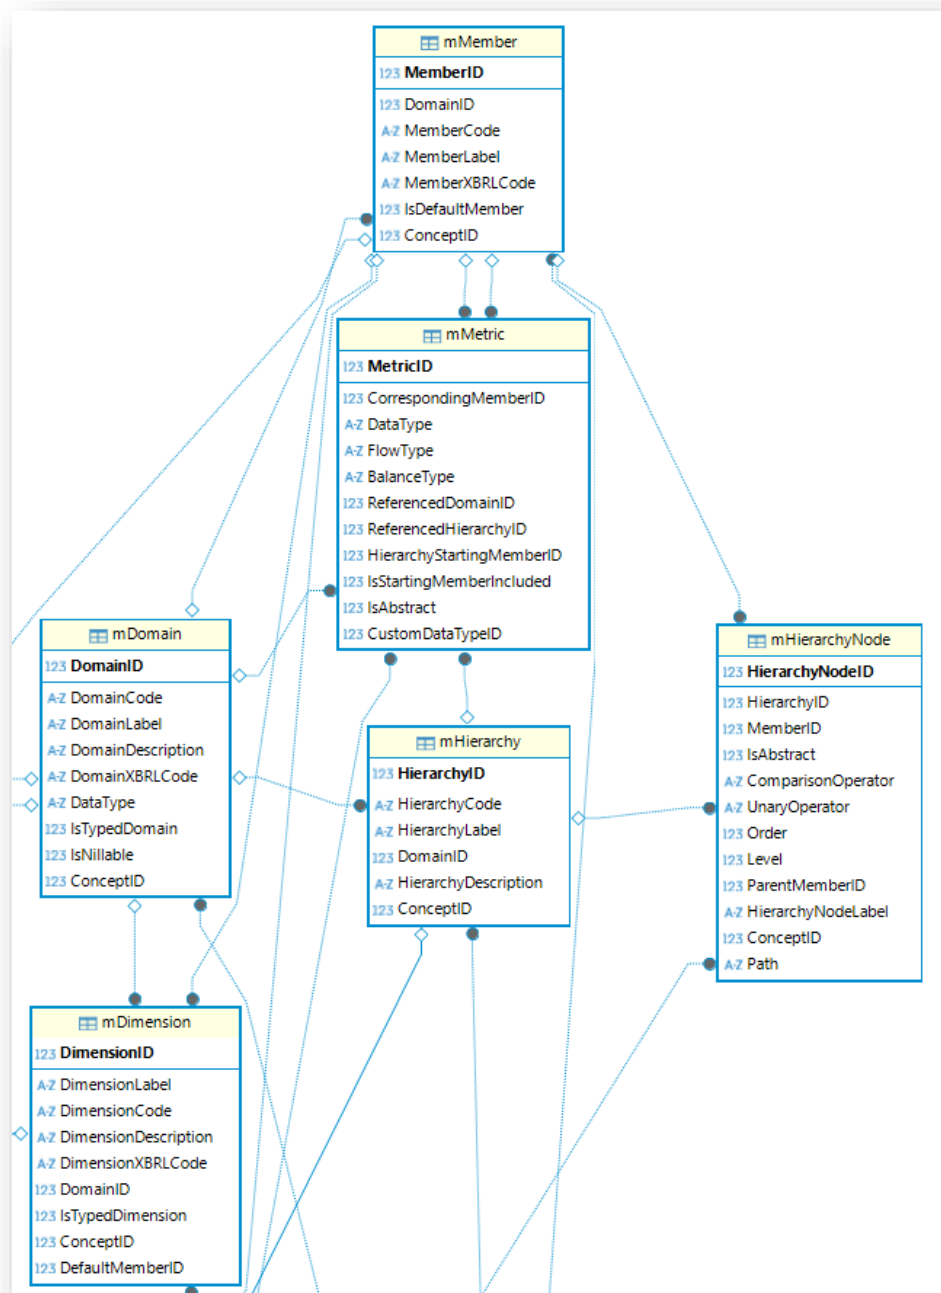 mMember
123 MemberID
123 DomainID
A-Z MemberCode
A-Z MemberLabel
A-Z MemberXBRLCode
123 IsDefaultMember
123 ConceptID
mMetric
123 MetricID
123 CorrespondingMemberID
A-Z DataType
A-Z FlowType
A-Z BalanceType
123 ReferencedDomainID
123 ReferencedHierarchyID
123 HierarchyStartingMemberID
123 IsStartingMemberIncluded
123 IsAbstract
123 CustomDataTypeID
mDomain
123 DomainID
A-Z DomainCode
A-Z DomainLabel
A-Z DomainDescription
A-Z DomainXBRLCode
A-Z DataType
123 IsTypedDomain
123 IsNillable
123 ConceptID
mHierarchy
123 HierarchyID
A-Z HierarchyCode
A-Z HierarchyLabel
123 DomainID
A-Z HierarchyDescription
123 ConceptID
mHierarchyNode
123 HierarchyNodeID
123 HierarchyID
123 MemberID
123 IsAbstract
A-Z ComparisonOperator
A-Z UnaryOperator
123 Order
123 Level
123 ParentMemberID
A-Z HierarchyNodeLabel
123 ConceptID
A-Z Path
mDimension
123 DimensionID
A-Z DimensionLabel
A-Z DimensionCode
A-Z DimensionDescription
A-Z DimensionXBRLCode
123 DomainID
123 IsTypedDimension
123 ConceptID
123 DefaultMemberID